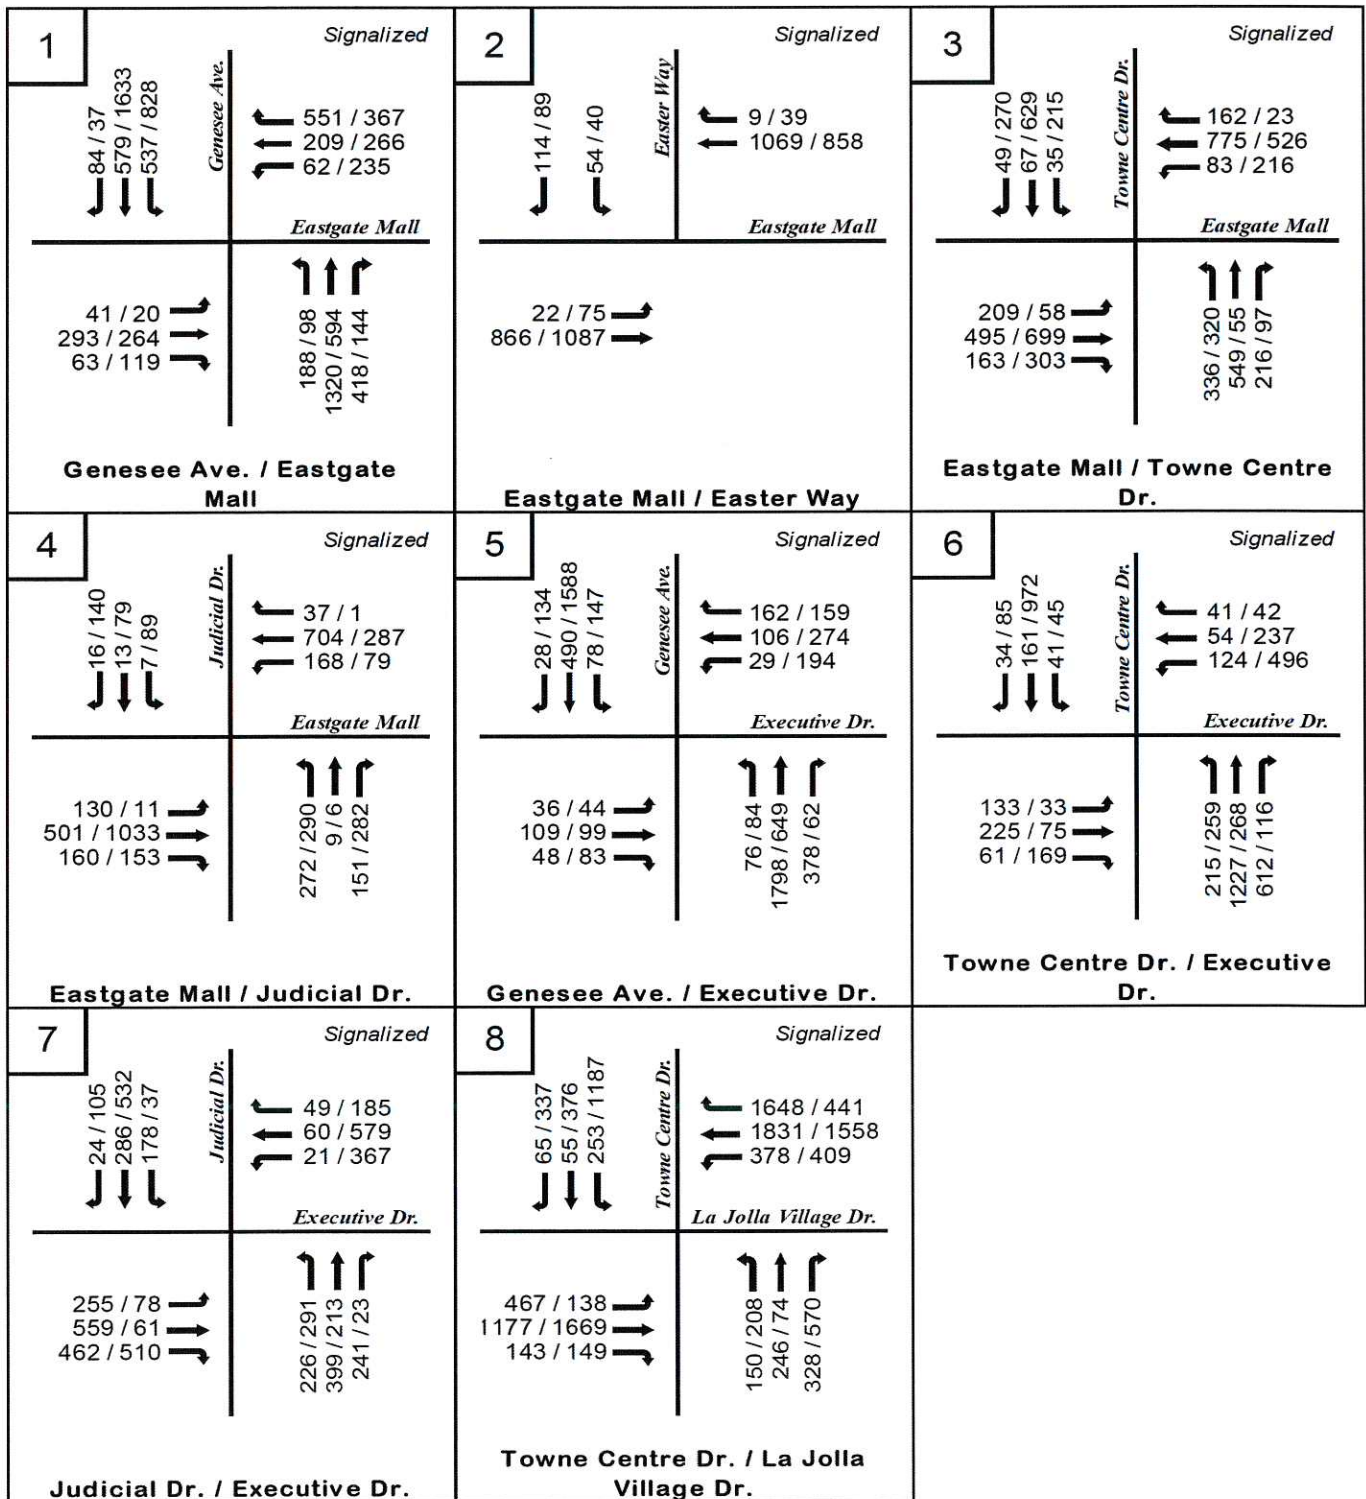 1
Signalized
84 / 37
579 / 1633
537 / 828
Genesee Ave.
551 / 367
209 / 266
62 / 235
Eastgate Mall
41 / 20
293 / 264
63 / 119
188 / 98
1320 / 594
418 / 144
Genesee Ave. / Eastgate
Mall
2
Signalized
114 / 89
54 / 40
Easter Way
9 / 39
1069 / 858
Eastgate Mall
22 / 75
866 / 1087
Eastgate Mall / Easter Way
3
Signalized
49 / 270
67 / 629
35 / 215
Towne Centre Dr.
162 / 23
775 / 526
83 / 216
Eastgate Mall
209 / 58
495 / 699
163 / 303
336 / 320
549 / 55
216 / 97
Eastgate Mall / Towne Centre
Dr.
4
Signalized
16 / 140
13 / 79
7 / 89
Judicial Dr.
37 / 1
704 / 287
168 / 79
Eastgate Mall
130 / 11
501 / 1033
160 / 153
272 / 290
9 / 6
151 / 282
Eastgate Mall / Judicial Dr.
5
Signalized
28 / 134
490 / 1588
78 / 147
Genesee Ave.
162 / 159
106 / 274
29 / 194
Executive Dr.
36 / 44
109 / 99
48 / 83
76 / 84
1798 / 649
378 / 62
Genesee Ave. / Executive Dr.
6
Signalized
34 / 85
161 / 972
41 / 45
Towne Centre Dr.
41 / 42
54 / 237
124 / 496
Executive Dr.
133 / 33
225 / 75
61 / 169
215 / 259
1227 / 268
612 / 116
Towne Centre Dr. / Executive
Dr.
7
Signalized
24 / 105
286 / 532
178 / 37
Judicial Dr.
49 / 185
60 / 579
21 / 367
Executive Dr.
255 / 78
559 / 61
462 / 510
226 / 291
399 / 213
241 / 23
Judicial Dr. / Executive Dr.
8
Signalized
65 / 337
55 / 376
253 / 1187
Towne Centre Dr.
1648 / 441
1831 / 1558
378 / 409
La Jolla Village Dr.
467 / 138
1177 / 1669
143 / 149
150 / 208
246 / 74
328 / 570
Towne Centre Dr. / La Jolla
Village Dr.